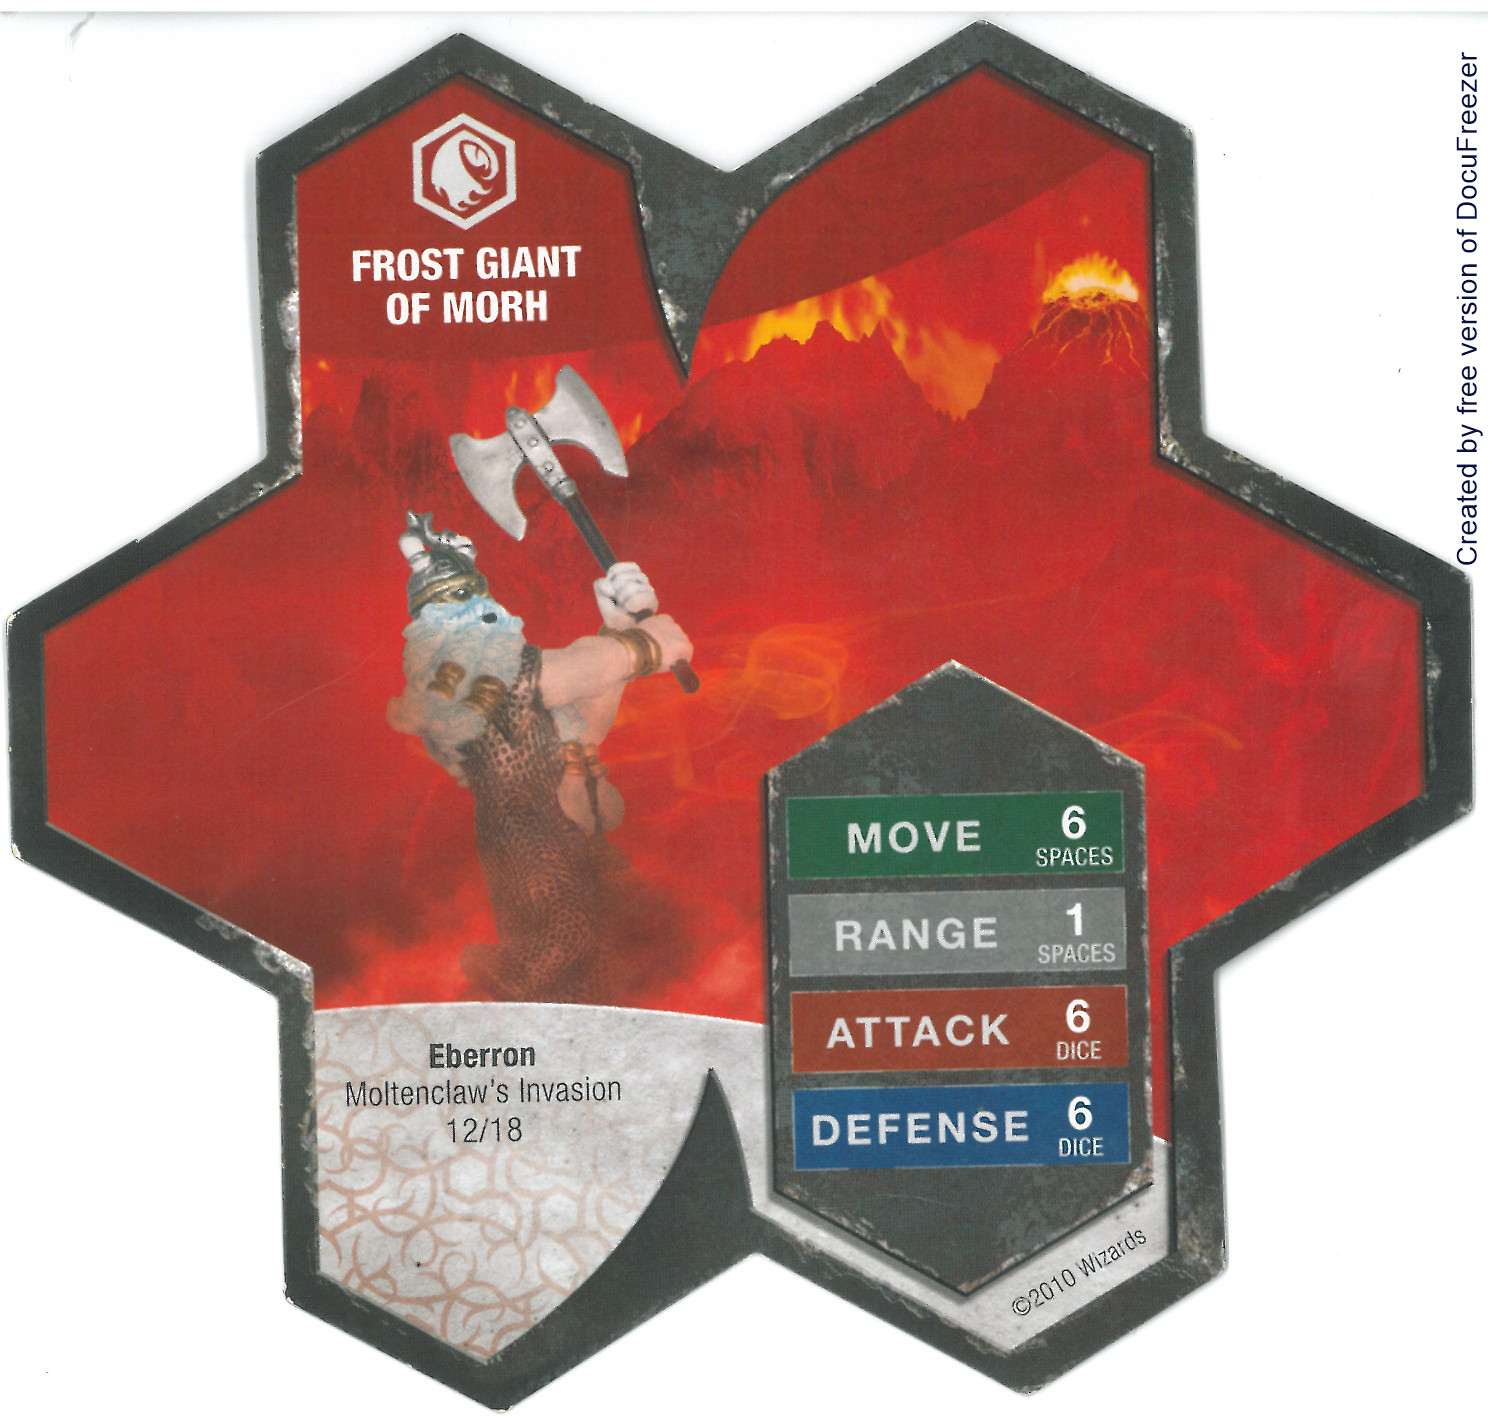 FROST GIANT
OF MORH
MOVE 6
SPACES
RANGE 1
SPACES
ATTACK 6
DICE
DEFENSE 6
DICE
Eberron
Moltenclaw's Invasion
12/18
©2010 Wizards
Created by free version of DocuFreezer